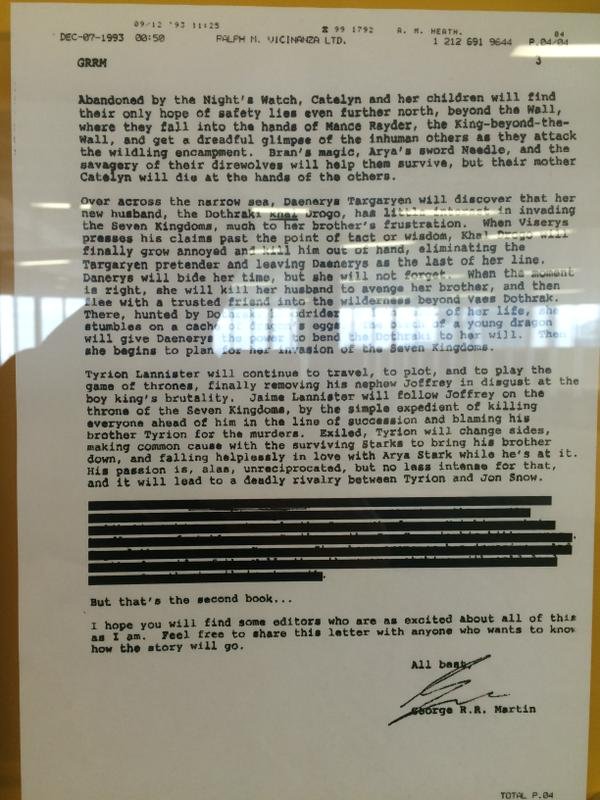 09/12 '93 11:25 ☎ 99 1792 A. M. HEATH. 04
DEC-07-1993 00:50 RALPH M. VICINANZA LTD. 1 212 691 9644 P.04/04
GRRM 3
Abandoned by the Night's Watch, Catelyn and her children will find
their only hope of safety lies even further north, beyond the Wall,
where they fall into the hands of Mance Rayder, the King-beyond-the-
Wall, and get a dreadful glimpse of the inhuman others as they attack
the wildling encampment. Bran's magic, Arya's sword Needle, and the
savagery of their direwolves will help them survive, but their mother
Catelyn will die at the hands of the others.
Over across the narrow sea, Daenerys Targaryen will discover that her
new husband, the Dothraki Khal Drogo, has little interest in invading
the Seven Kingdoms, much to her brother's frustration. When Viserys
presses his claims past the point of tact or wisdom, Khal Drogo will
finally grow annoyed and kill him out of hand, eliminating the
Targaryen pretender and leaving Daenerys as the last of her line.
Danerys will bide her time, but she will not forget. When the moment
is right, she will kill her husband to avenge her brother, and then
flee with a trusted friend into the wilderness beyond Vaes Dothrak.
There, hunted by of her life, she
stumbles on a cache of dragon's eggs of a young dragon
will give Daenerys the power to bend the Dothraki to her will. Then
she begins to plan for her invasion of the Seven Kingdoms.
Tyrion Lannister will continue to travel, to plot, and to play the
game of thrones, finally removing his nephew Joffrey in disgust at the
boy king's brutality. Jaime Lannister will follow Joffrey on the
throne of the Seven Kingdoms, by the simple expedient of killing
everyone ahead of him in the line of succession and blaming his
brother Tyrion for the murders. Exiled, Tyrion will change sides,
making common cause with the surviving Starks to bring his brother
down, and falling helplessly in love with Arya Stark while he's at it.
His passion is, alas, unreciprocated, but no less intense for that,
and it will lead to a deadly rivalry between Tyrion and Jon Snow.
But that's the second book...
I hope you will find some editors who are as excited about all of this
as I am. Feel free to share this letter with anyone who wants to know
how the story will go.
All best,
George R.R. Martin
TOTAL P.04